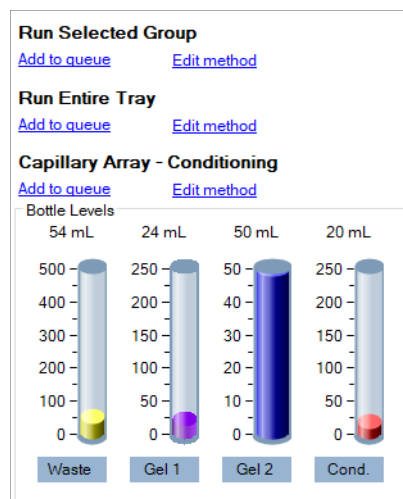 Run Selected Group
Add to queue Edit method
Run Entire Tray
Add to queue Edit method
Capillary Array - Conditioning
Add to queue Edit method
Bottle Levels
54 mL 24 mL 50 mL 20 mL
500 250 50 250
400 200 40 200
300 150 30 150
200 100 20 100
100 50 10 50
0 0 0 0
Waste Gel 1 Gel 2 Cond.